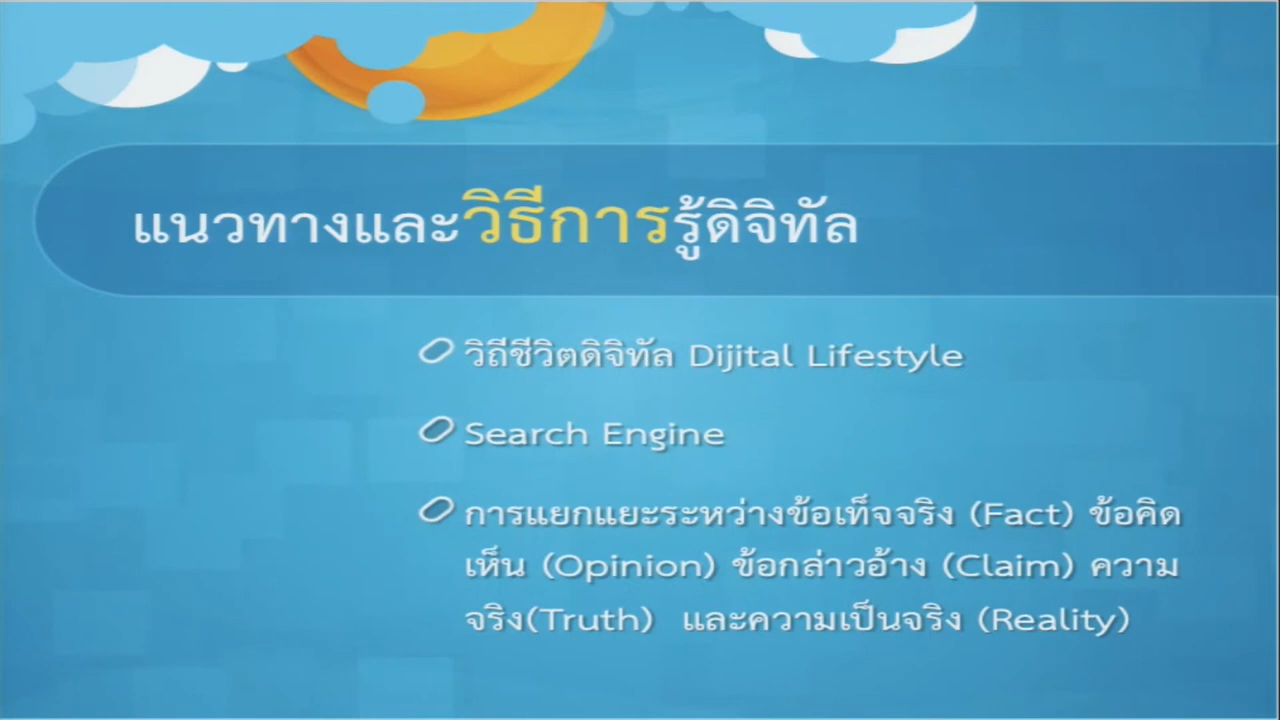 แนวทางและวิธีการรู้ดิจิทัล
วิถีชีวิตดิจิทัล Dijital Lifestyle
Search Engine
การแยกแยะระหว่างข้อเท็จจริง (Fact) ข้อคิด
เห็น (Opinion) ข้อกล่าวอ้าง (Claim) ความ
จริง(Truth) และความเป็นจริง (Reality)